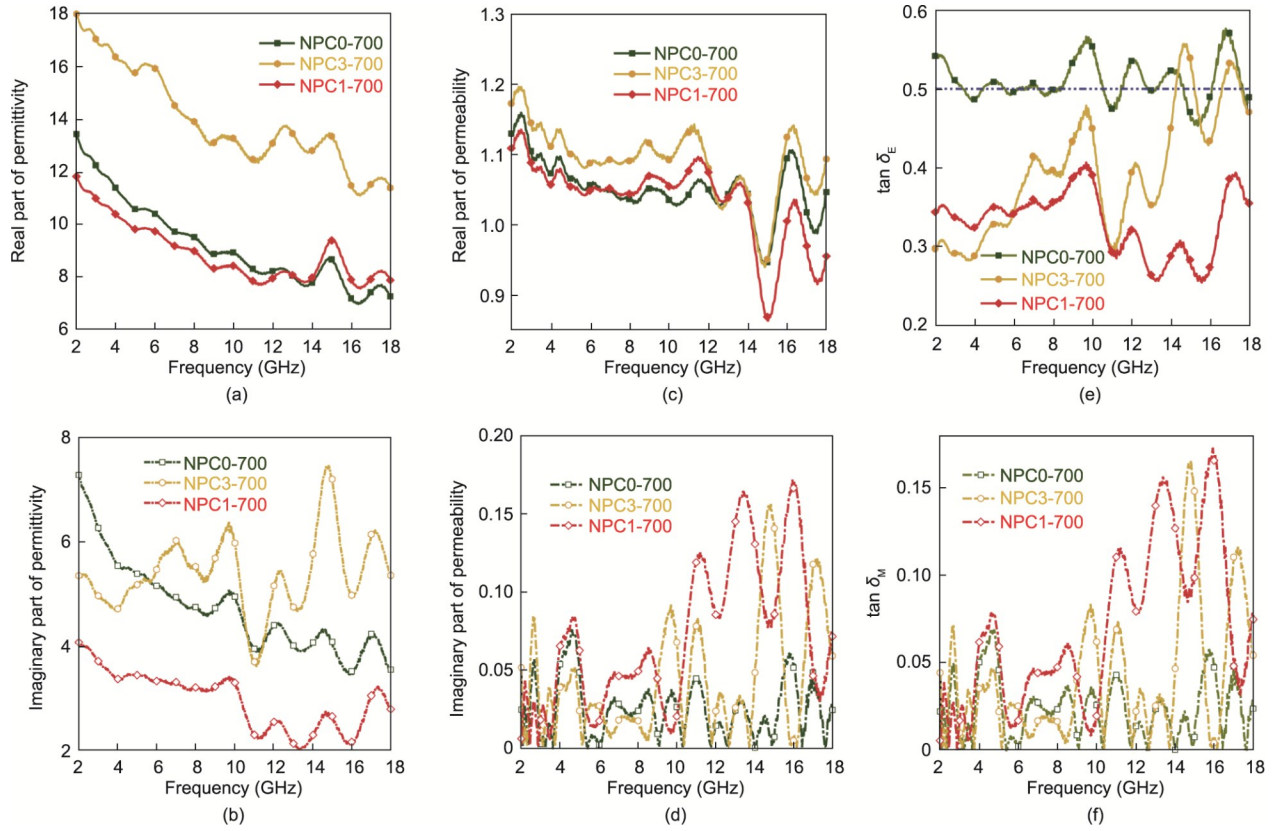 18
16
14
12
10
8
6
Real part of permittivity
NPC0-700
NPC3-700
NPC1-700
2 4 6 8 10 12 14 16 18
Frequency (GHz)
(a)
1.3
1.2
1.1
1.0
0.9
Real part of permeability
NPC0-700
NPC3-700
NPC1-700
2 4 6 8 10 12 14 16 18
Frequency (GHz)
(c)
0.6
0.5
0.4
0.3
0.2
tan δE
NPC0-700
NPC3-700
NPC1-700
2 4 6 8 10 12 14 16 18
Frequency (GHz)
(e)
8
6
4
2
Imaginary part of permittivity
NPC0-700
NPC3-700
NPC1-700
2 4 6 8 10 12 14 16 18
Frequency (GHz)
(b)
0.20
0.15
0.10
0.05
0
Imaginary part of permeability
NPC0-700
NPC3-700
NPC1-700
2 4 6 8 10 12 14 16 18
Frequency (GHz)
(d)
0.15
0.10
0.05
0
tan δM
NPC0-700
NPC3-700
NPC1-700
2 4 6 8 10 12 14 16 18
Frequency (GHz)
(f)